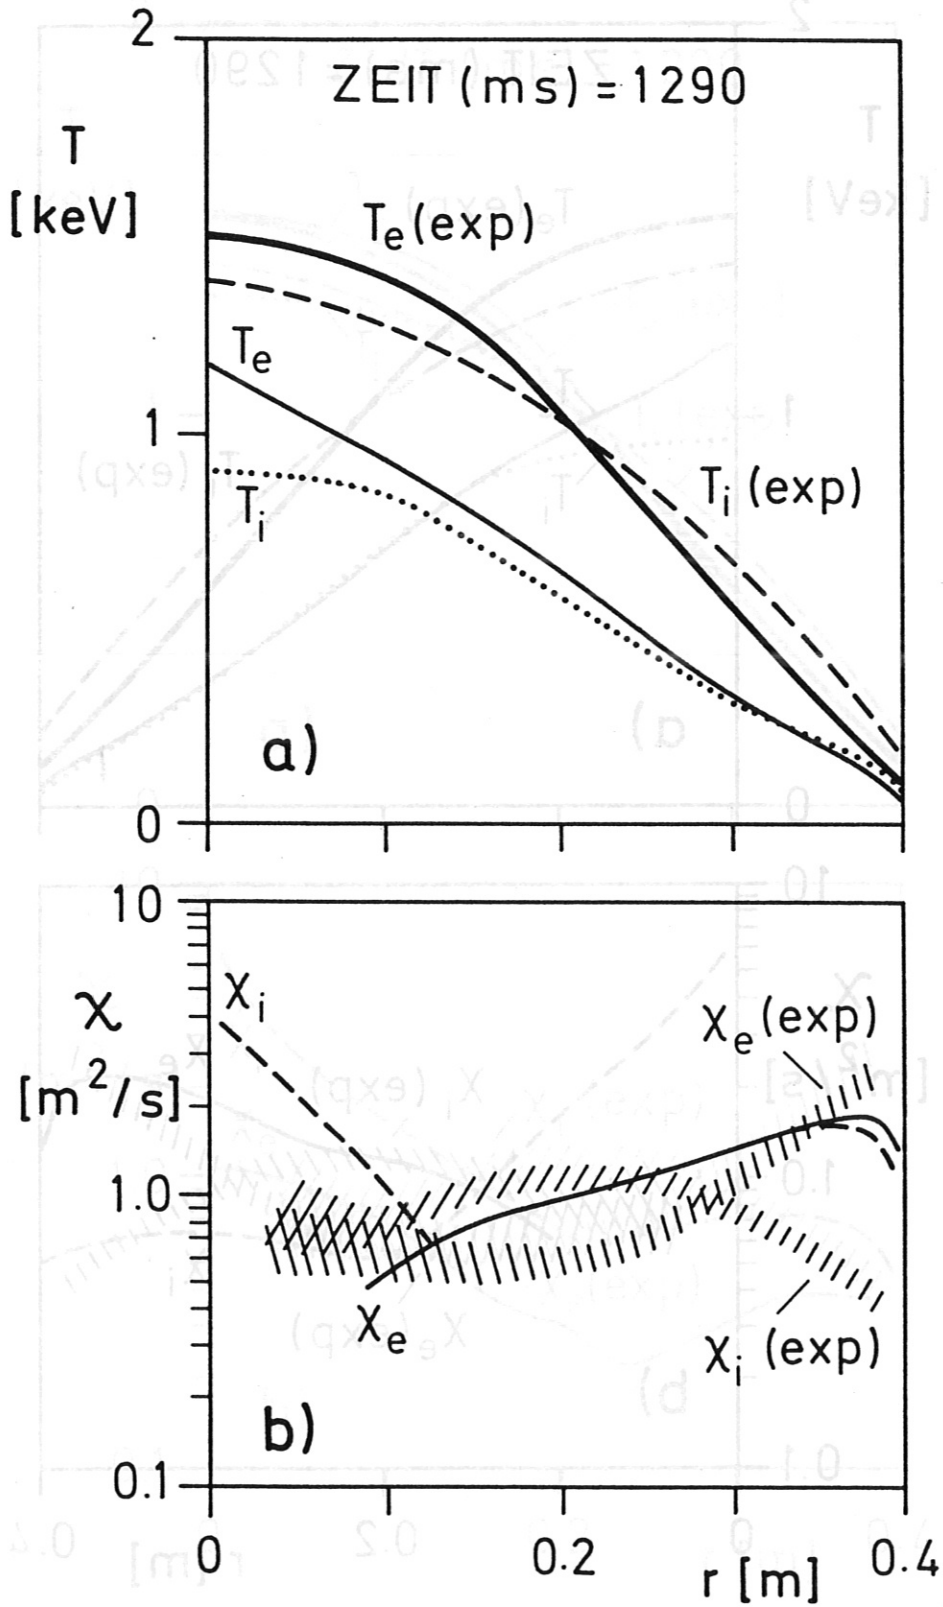 2
ZEIT (ms) = 1290
T
[keV]
Te (exp)
Te
1
Ti (exp)
Ti
a)
0
10
χi
χ
χe (exp)
[m²/s]
1.0
χe
χi (exp)
b)
0.1
0 0.2 0.4
r [m]